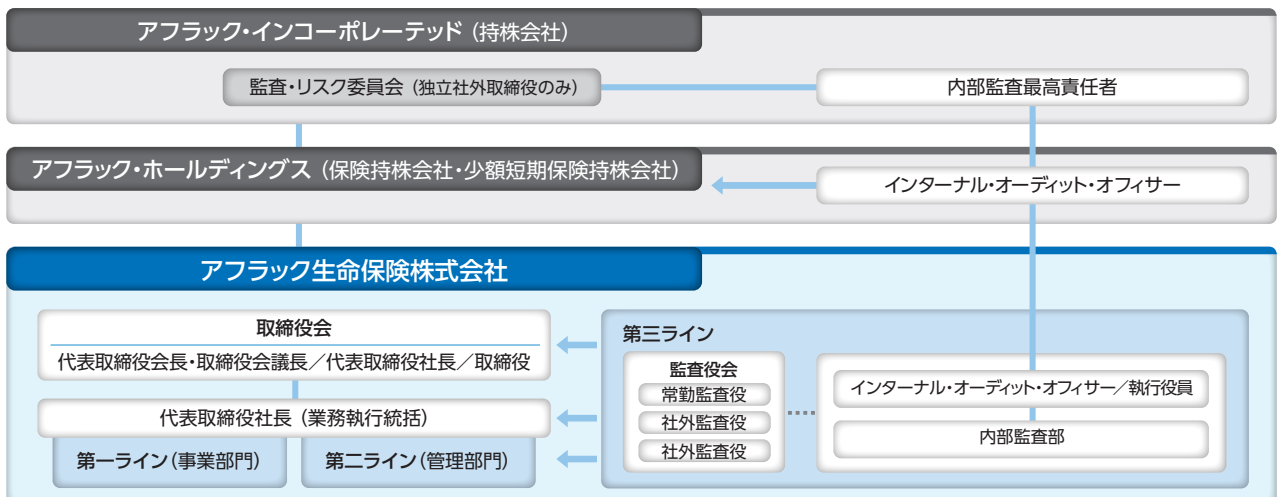 アフラック・インコーポレーテッド（持株会社）
監査・リスク委員会（独立社外取締役のみ）
内部監査最高責任者
アフラック・ホールディングス（保険持株会社・少額短期保険持株会社）
インターナル・オーディット・オフィサー
アフラック生命保険株式会社
取締役会
代表取締役会長・取締役会議長／代表取締役社長／取締役
代表取締役社長（業務執行統括）
第一ライン（事業部門）
第二ライン（管理部門）
第三ライン
監査役会
常勤監査役
社外監査役
社外監査役
インターナル・オーディット・オフィサー／執行役員
内部監査部